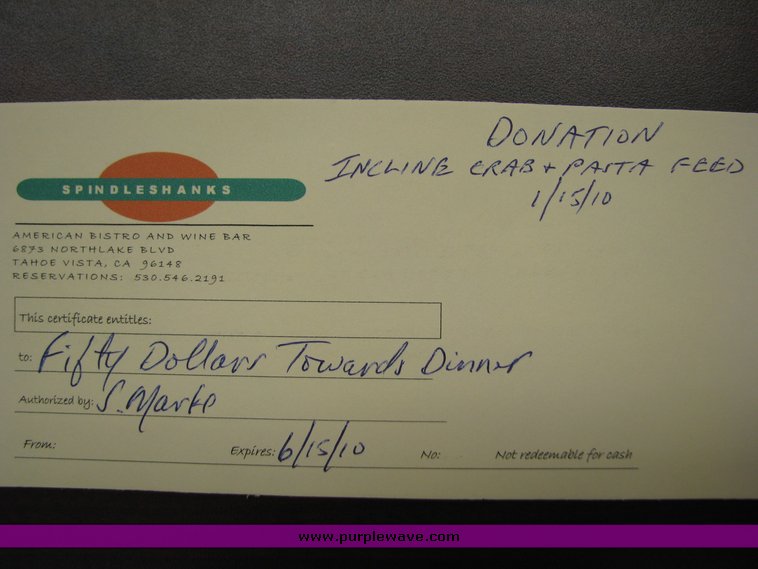 DONATION
INCLINE CRAB + PASTA FEED
1/15/10
SPINDLESHANKS
AMERICAN BISTRO AND WINE BAR
6873 NORTHLAKE BLVD
TAHOE VISTA, CA 96148
RESERVATIONS: 530.546.2191
This certificate entitles:
to: Fifty Dollars Towards Dinner
Authorized by: S. Marke
From: Expires: 6/15/10 No: Not redeemable for cash
www.purplewave.com